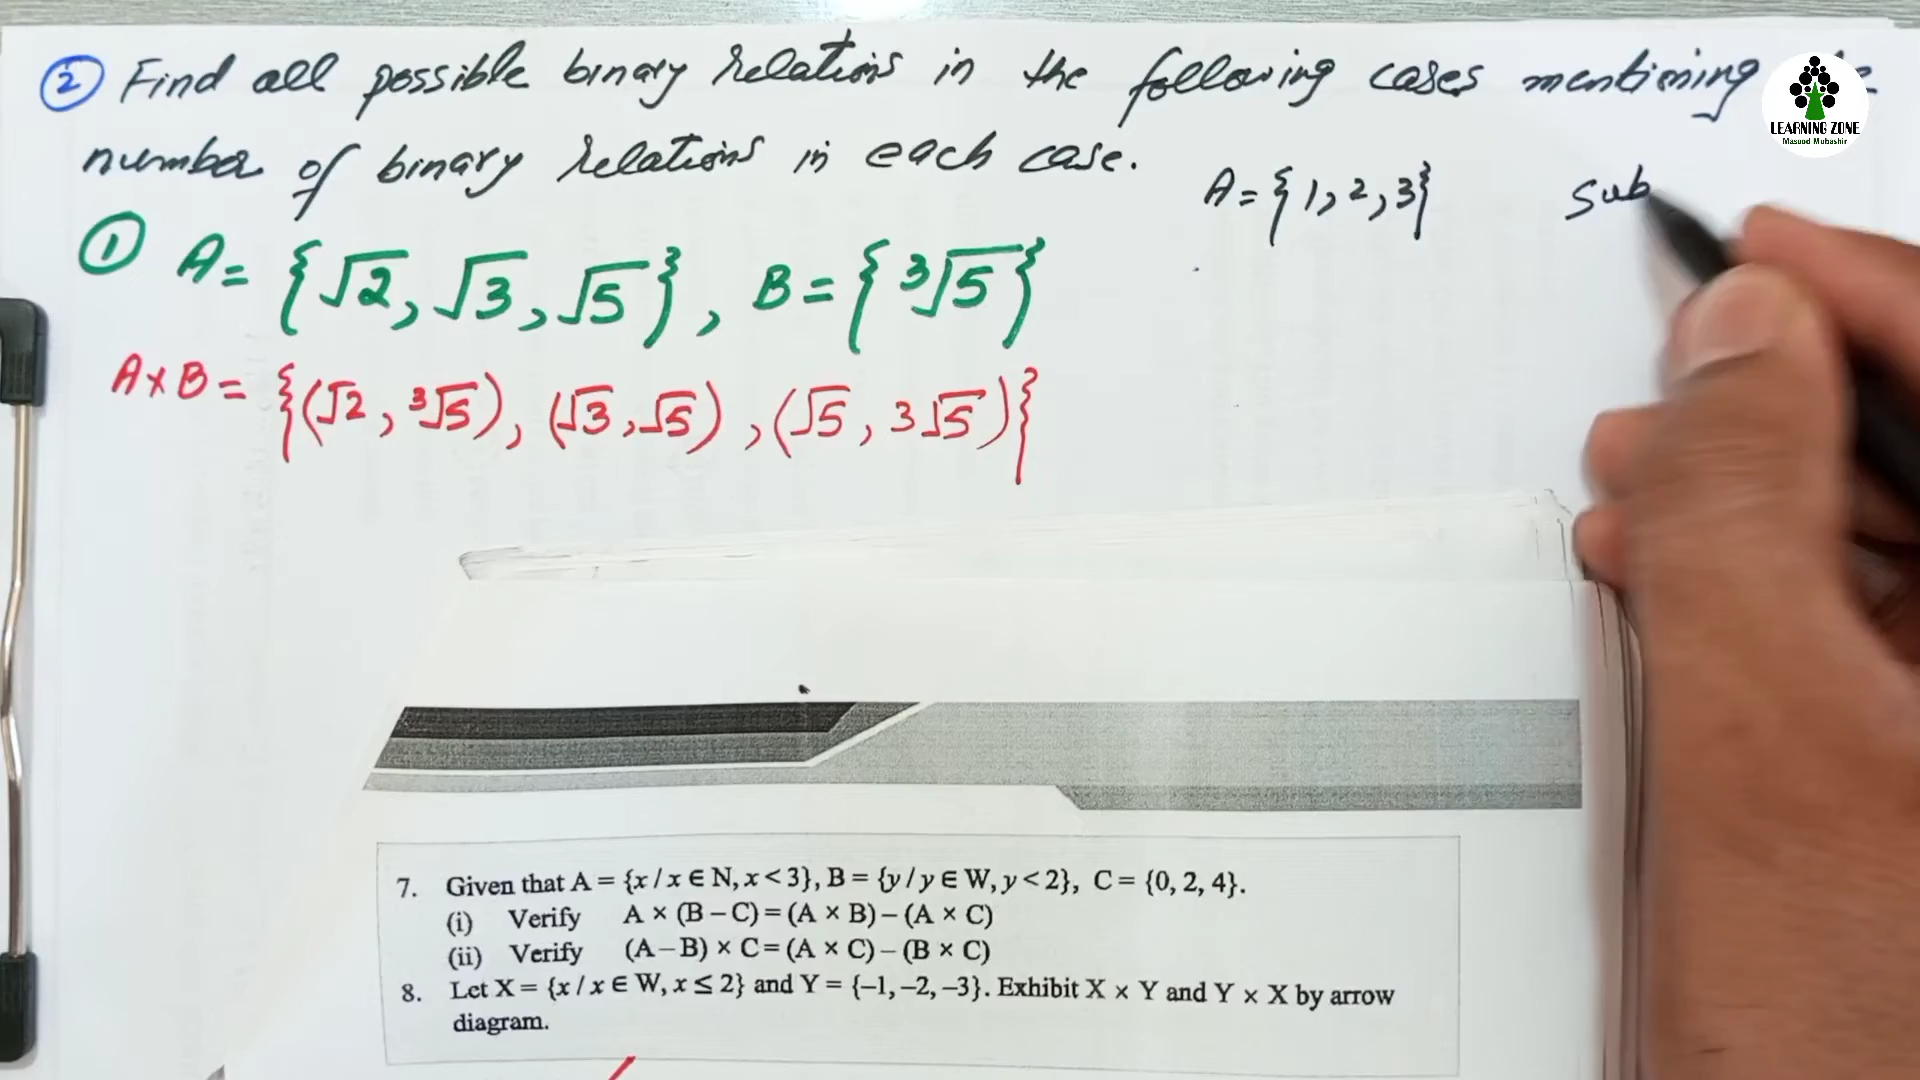 ② Find all possible binary relations in the following cases mentioning
number of binary relations in each case.
A = {1, 2, 3} Sub
① A = {√2, √3, √5}, B = {³√5}
A × B = {(√2, ³√5), (√3, √5), (√5, 3√5)}
LEARNING ZONE
Masood Mubashir
7. Given that A = {x / x ∈ N, x < 3}, B = {y / y ∈ W, y < 2}, C = {0, 2, 4}.
(i) Verify A × (B – C) = (A × B) – (A × C)
(ii) Verify (A – B) × C = (A × C) – (B × C)
8. Let X = {x / x ∈ W, x ≤ 2} and Y = {–1, –2, –3}. Exhibit X × Y and Y × X by arrow
diagram.